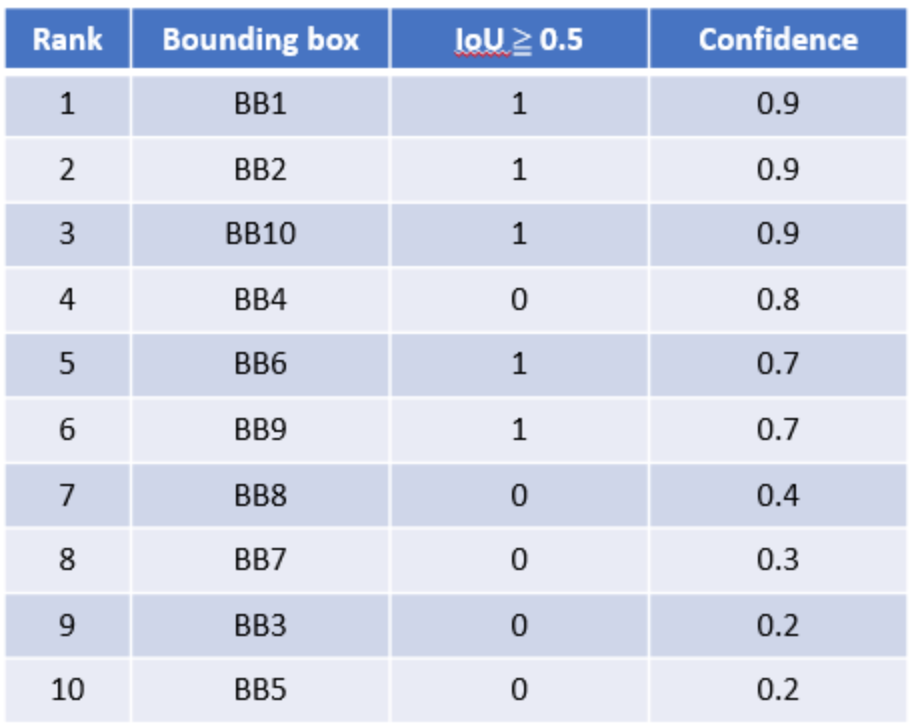 Rank Bounding box IoU ≧ 0.5 Confidence
1 BB1 1 0.9
2 BB2 1 0.9
3 BB10 1 0.9
4 BB4 0 0.8
5 BB6 1 0.7
6 BB9 1 0.7
7 BB8 0 0.4
8 BB7 0 0.3
9 BB3 0 0.2
10 BB5 0 0.2